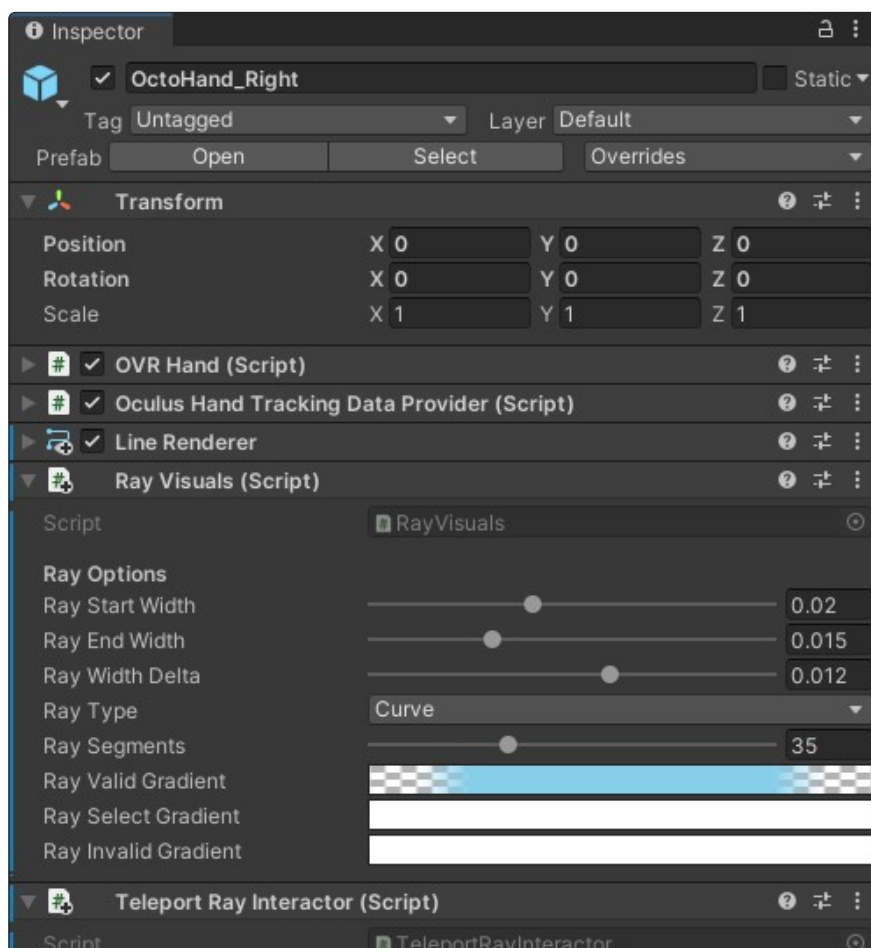 Inspector
OctoHand_Right Static
Tag Untagged Layer Default
Prefab Open Select Overrides
Transform
Position X 0 Y 0 Z 0
Rotation X 0 Y 0 Z 0
Scale X 1 Y 1 Z 1
# OVR Hand (Script)
# Oculus Hand Tracking Data Provider (Script)
Line Renderer
# Ray Visuals (Script)
Script # RayVisuals
Ray Options
Ray Start Width 0.02
Ray End Width 0.015
Ray Width Delta 0.012
Ray Type Curve
Ray Segments 35
Ray Valid Gradient
Ray Select Gradient
Ray Invalid Gradient
# Teleport Ray Interactor (Script)
Script # TeleportRayInteractor